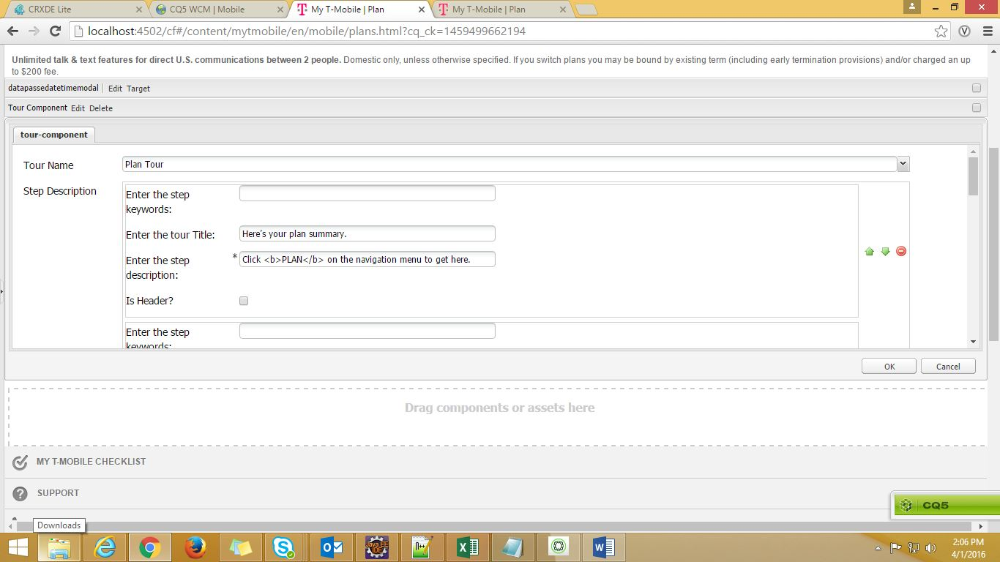 CRXDE Lite
CQ5 WCM | Mobile
My T-Mobile | Plan
My T-Mobile | Plan
localhost:4502/cf#/content/mytmobile/en/mobile/plans.html?cq_ck=1459499662194
Unlimited talk & text features for direct U.S. communications between 2 people. Domestic only, unless otherwise specified. If you switch plans you may be bound by existing term (including early termination provisions) and/or charged an up
to $200 fee.
datapassedatetimemodal Edit Target
Tour Component Edit Delete
tour-component
Tour Name Plan Tour
Step Description
Enter the step
keywords:
Enter the tour Title: Here's your plan summary.
Enter the step * Click <b>PLAN</b> on the navigation menu to get here.
description:
Is Header?
Enter the step
keywords:
OK Cancel
Drag components or assets here
MY T-MOBILE CHECKLIST
SUPPORT
CQ5
Downloads
2:06 PM
4/1/2016